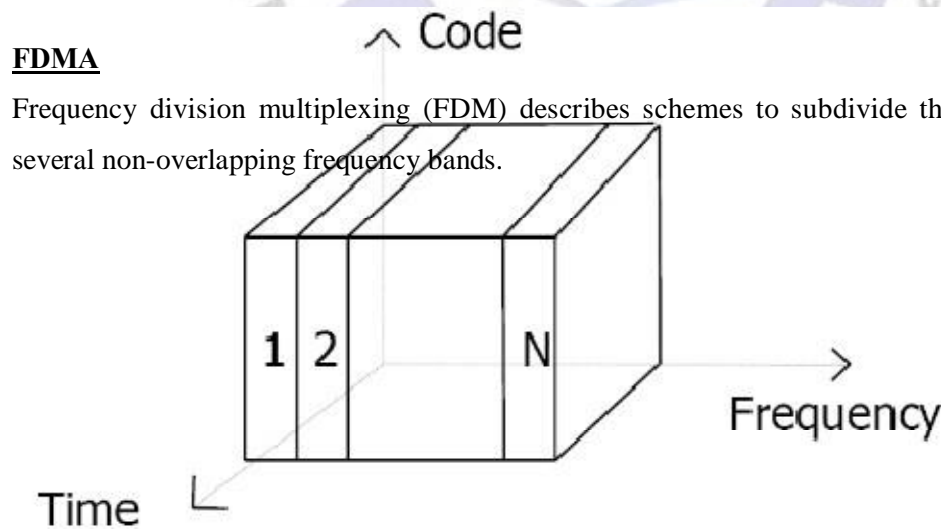 Code
FDMA
Frequency division multiplexing (FDM) describes schemes to subdivide th
several non-overlapping frequency bands.
1 2 N
Frequency
Time